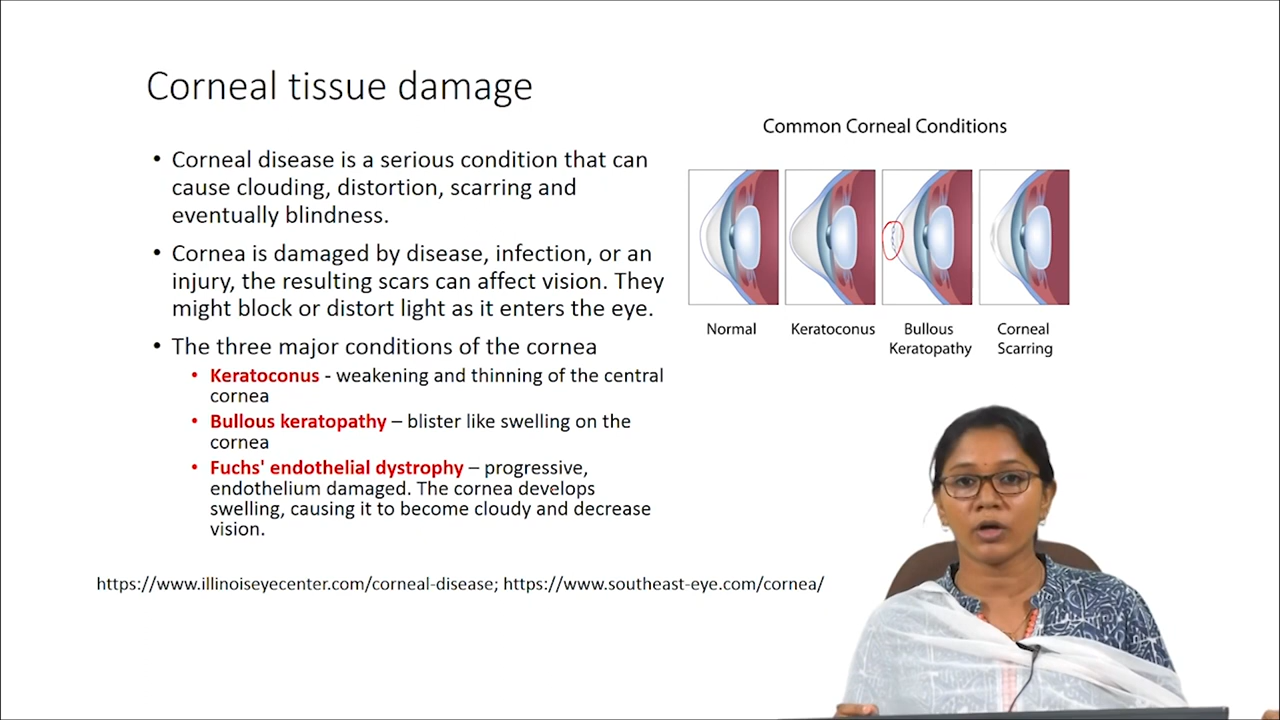 Corneal tissue damage
• Corneal disease is a serious condition that can
cause clouding, distortion, scarring and
eventually blindness.
• Cornea is damaged by disease, infection, or an
injury, the resulting scars can affect vision. They
might block or distort light as it enters the eye.
• The three major conditions of the cornea
• Keratoconus - weakening and thinning of the central
cornea
• Bullous keratopathy – blister like swelling on the
cornea
• Fuchs' endothelial dystrophy – progressive,
endothelium damaged. The cornea develops
swelling, causing it to become cloudy and decrease
vision.
https://www.illinoiseyecenter.com/corneal-disease; https://www.southeast-eye.com/cornea/
Common Corneal Conditions
Normal
Keratoconus
Bullous
Keratopathy
Corneal
Scarring